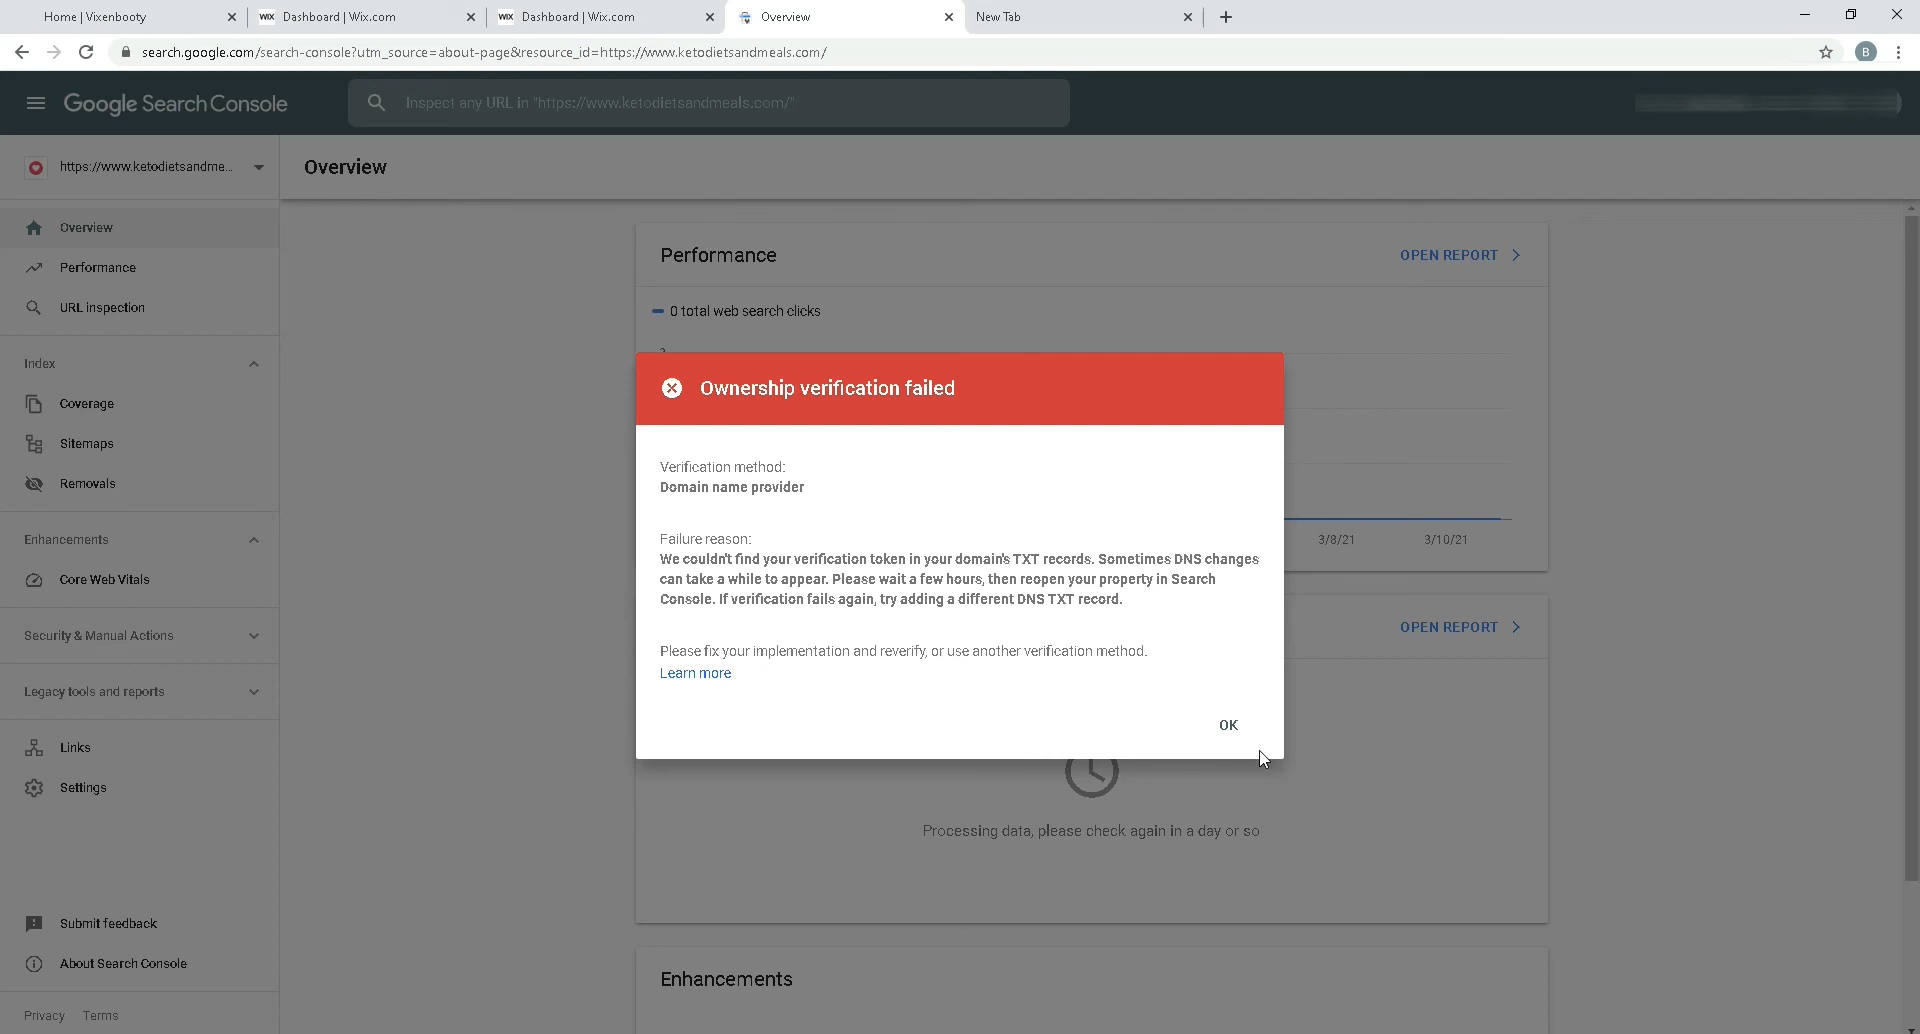 Home | Vixenbooty
WIX Dashboard | Wix.com
WIX Dashboard | Wix.com
Overview
New Tab
search.google.com/search-console?utm_source=about-page&resource_id=https://www.ketodietsandmeals.com/
B
Google Search Console
Inspect any URL in "https://www.ketodietsandmeals.com/"
https://www.ketodietsandme...
Overview
Overview
Performance
URL inspection
Index
Coverage
Sitemaps
Removals
Enhancements
Core Web Vitals
Security & Manual Actions
Legacy tools and reports
Links
Settings
Submit feedback
About Search Console
Privacy Terms
Performance
OPEN REPORT
0 total web search clicks
Ownership verification failed
Verification method:
Domain name provider
Failure reason:
We couldn't find your verification token in your domain's TXT records. Sometimes DNS changes
can take a while to appear. Please wait a few hours, then reopen your property in Search
Console. If verification fails again, try adding a different DNS TXT record.
Please fix your implementation and reverify, or use another verification method.
Learn more
OK
3/8/21
3/10/21
OPEN REPORT
Processing data, please check again in a day or so
Enhancements